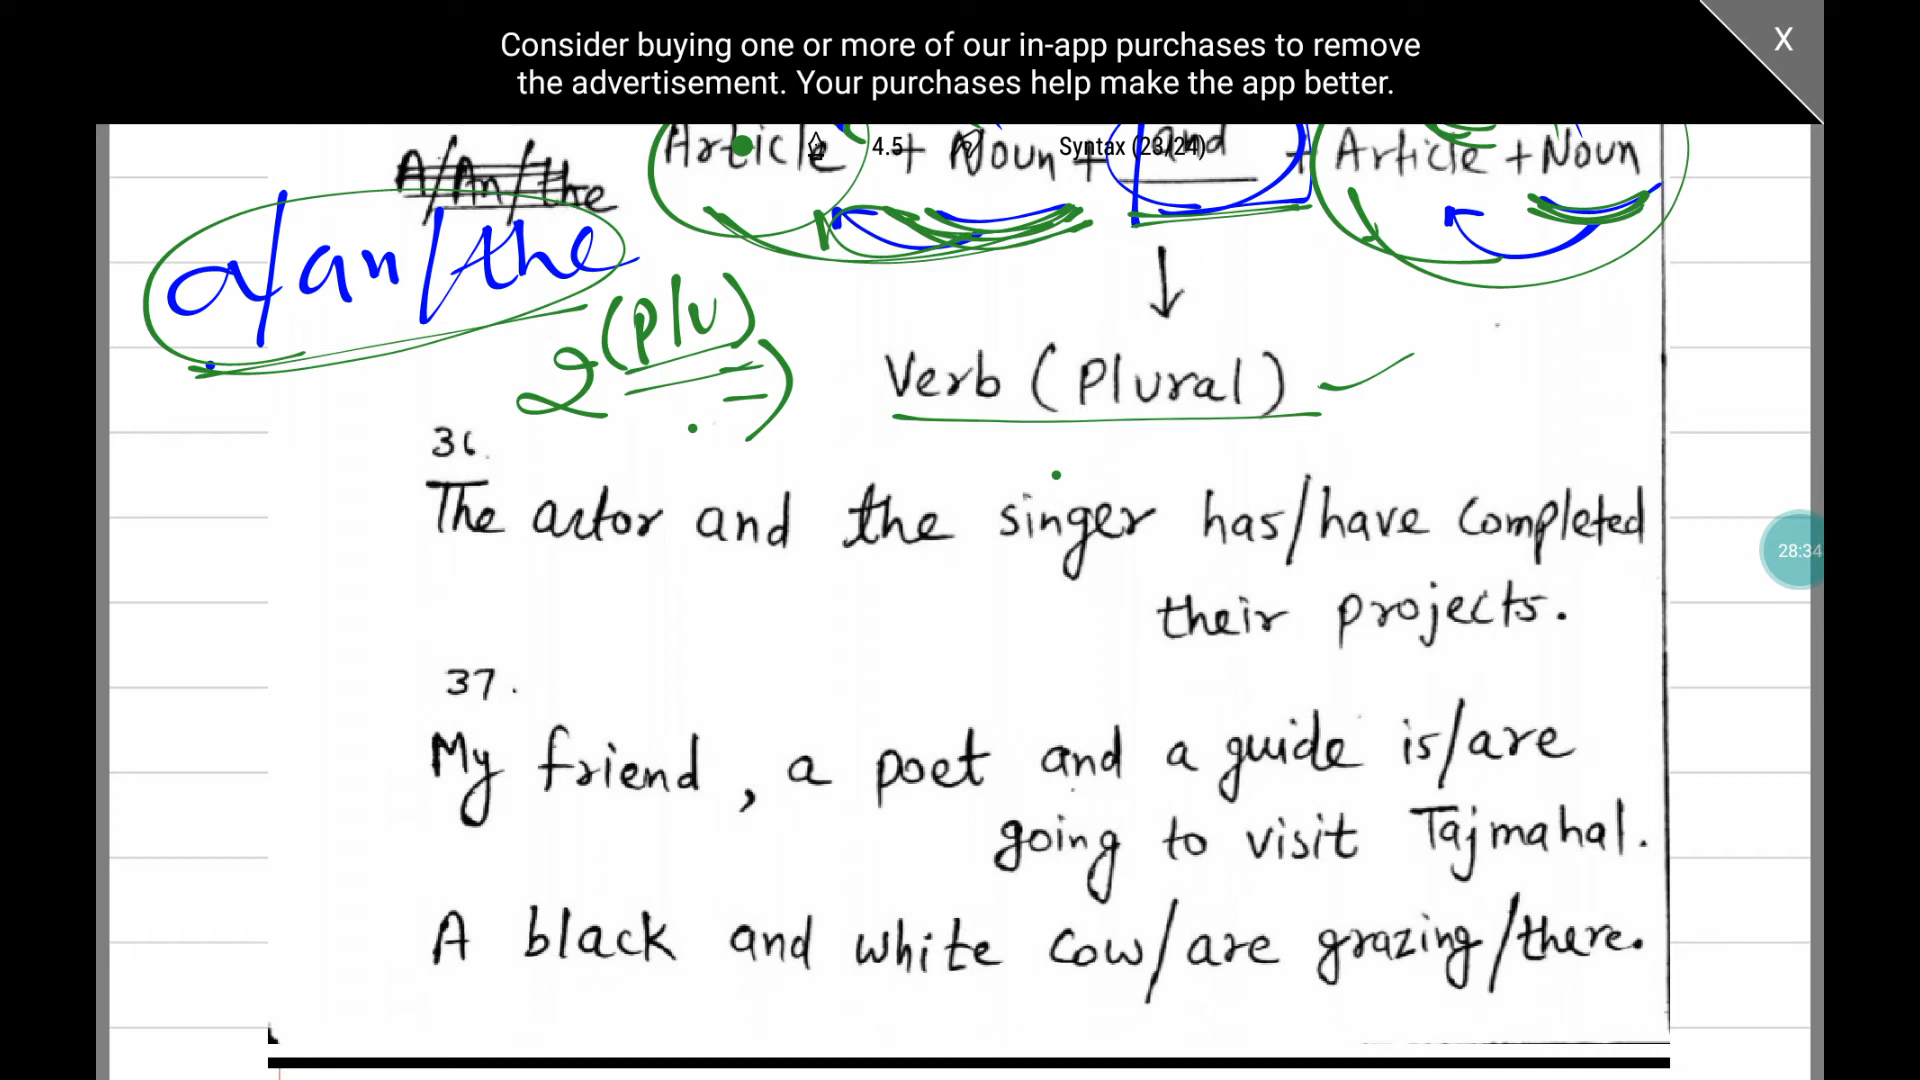 Consider buying one or more of our in-app purchases to remove
the advertisement. Your purchases help make the app better.
X
4.5
Syntax (23/24)
A/An/the Article + Noun + and + Article + Noun
a/an/the
2 (plu)
Verb (Plural)
28:34
36.
The actor and the singer has/have completed
their projects.
37.
My friend, a poet and a guide is/are
going to visit Tajmahal.
A black and white cow/are grazing/there.